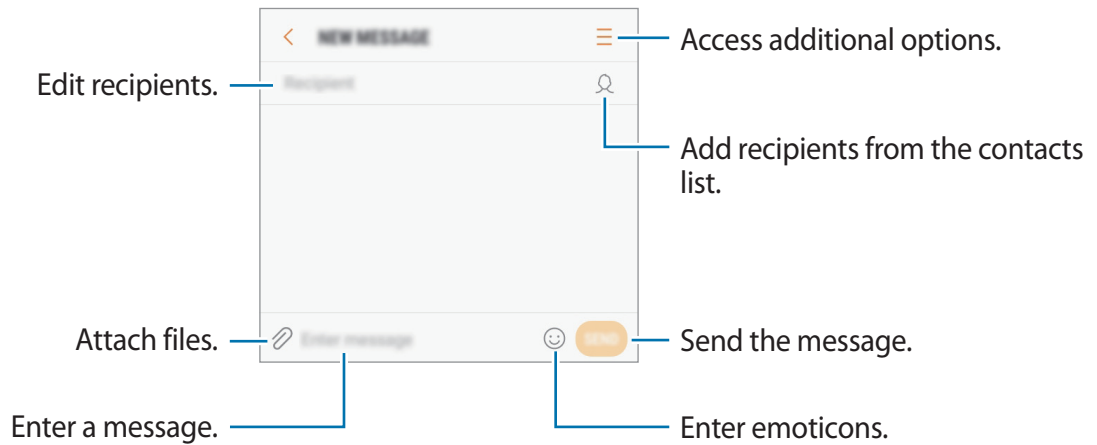 NEW MESSAGE
Access additional options.
Edit recipients.
Recipient
Add recipients from the contacts
list.
Attach files.
Enter message
SEND
Send the message.
Enter a message.
Enter emoticons.